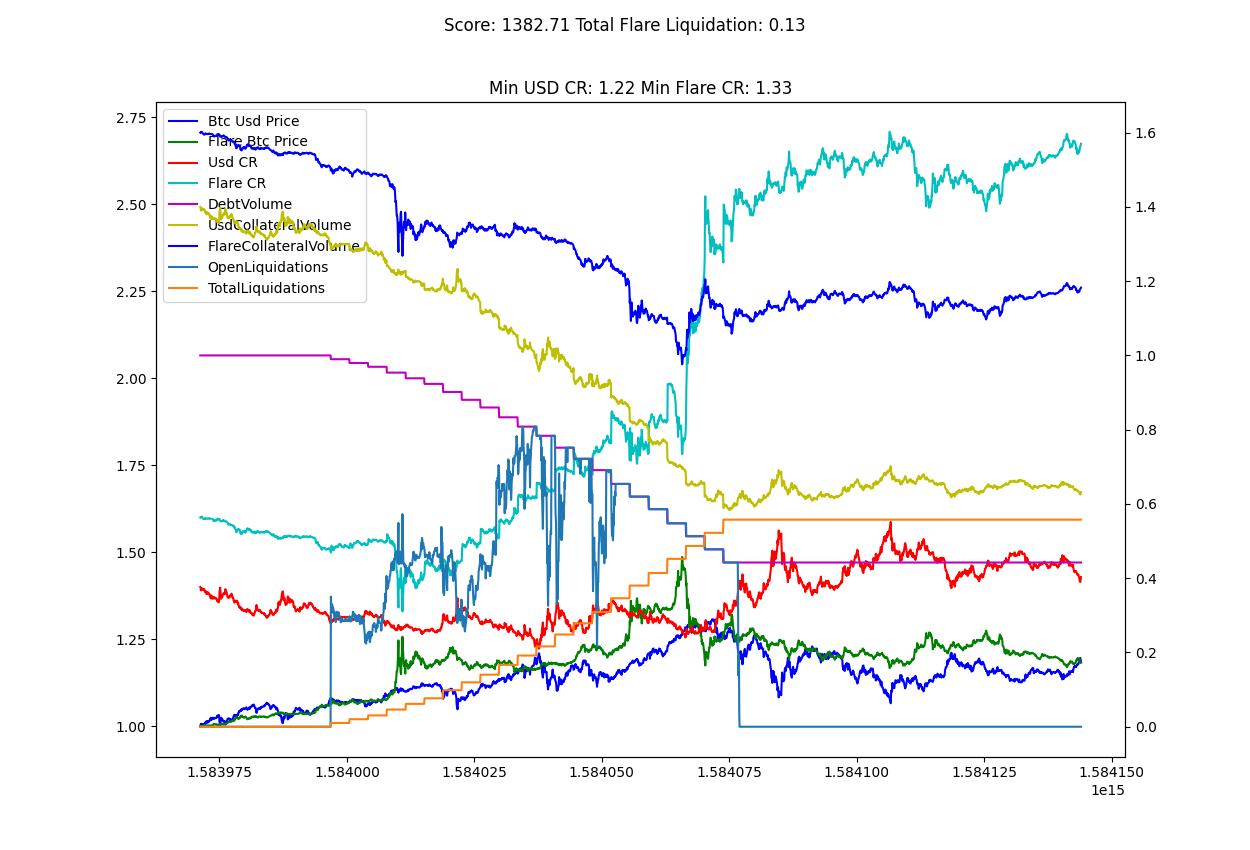 Score: 1382.71 Total Flare Liquidation: 0.13
Min USD CR: 1.22 Min Flare CR: 1.33
Btc Usd Price
Flare Btc Price
Usd CR
Flare CR
DebtVolume
UsdCollateralVolume
FlareCollateralVolume
OpenLiquidations
TotalLiquidations
2.75
2.50
2.25
2.00
1.75
1.50
1.25
1.00
1.6
1.4
1.2
1.0
0.8
0.6
0.4
0.2
0.0
1.583975 1.584000 1.584025 1.584050 1.584075 1.584100 1.584125 1.584150
1e15